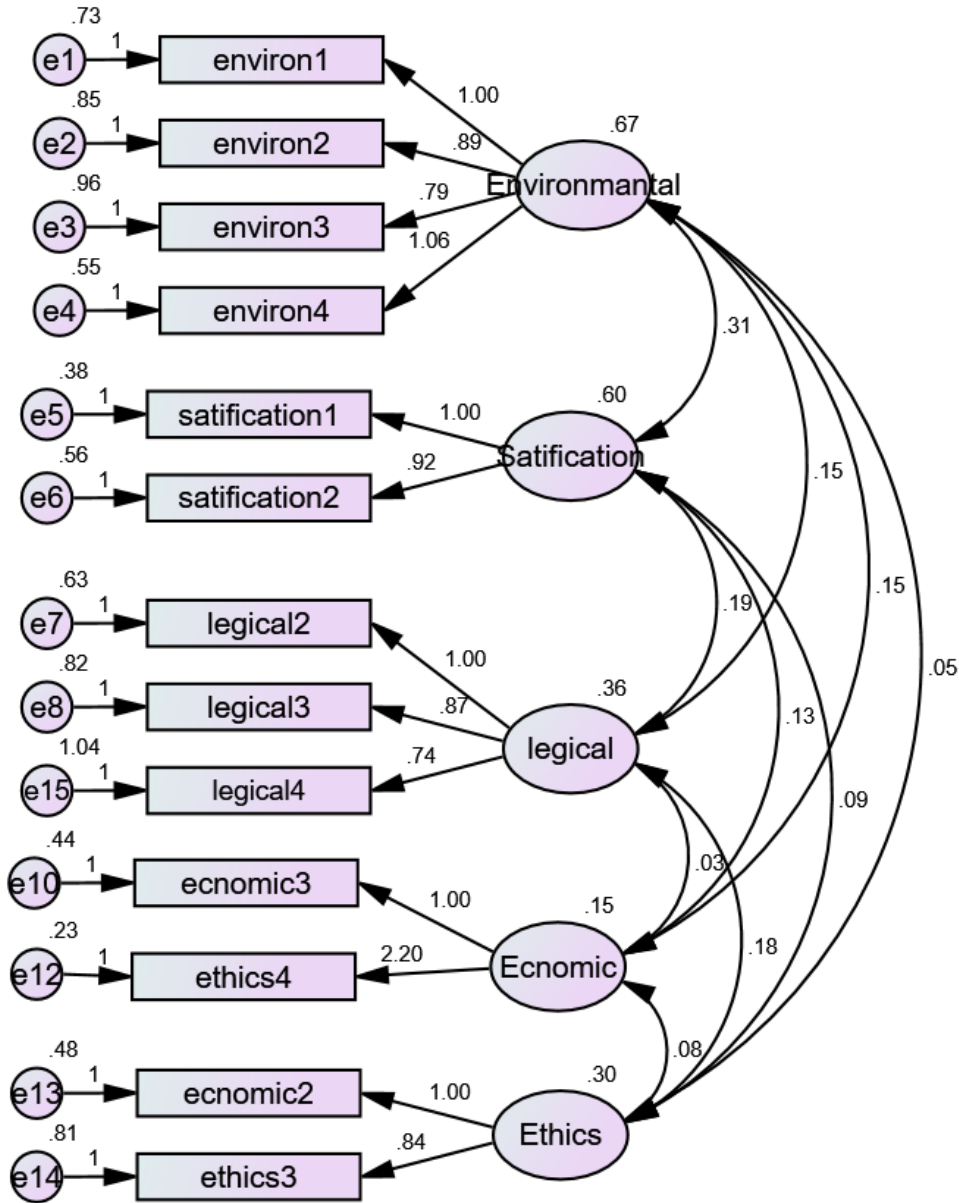 .73
e1 1 environ1
.85
e2 1 environ2
.96
e3 1 environ3
.55
e4 1 environ4
1.00
.89
.79
1.06
.67
Environmantal
.38
e5 1 satification1
.56
e6 1 satification2
1.00
.92
.60
Satification
.31
.15
.15
.05
.63
e7 1 legical2
.82
e8 1 legical3
1.04
e15 1 legical4
1.00
.87
.74
.36
legical
.19
.13
.09
.44
e10 1 ecnomic3
.23
e12 1 ethics4
1.00
2.20
.15
Ecnomic
.03
.18
.48
e13 1 ecnomic2
.81
e14 1 ethics3
1.00
.84
.30
Ethics
.08